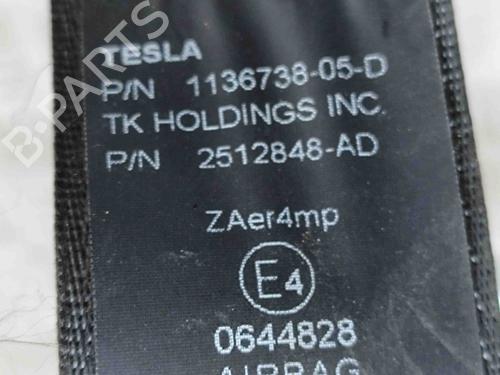 TESLA
P/N 1136738-05-D
TK HOLDINGS INC.
P/N 2512848-AD
ZAer4mp
E4
0644828
AIRBAG
B-PARTS